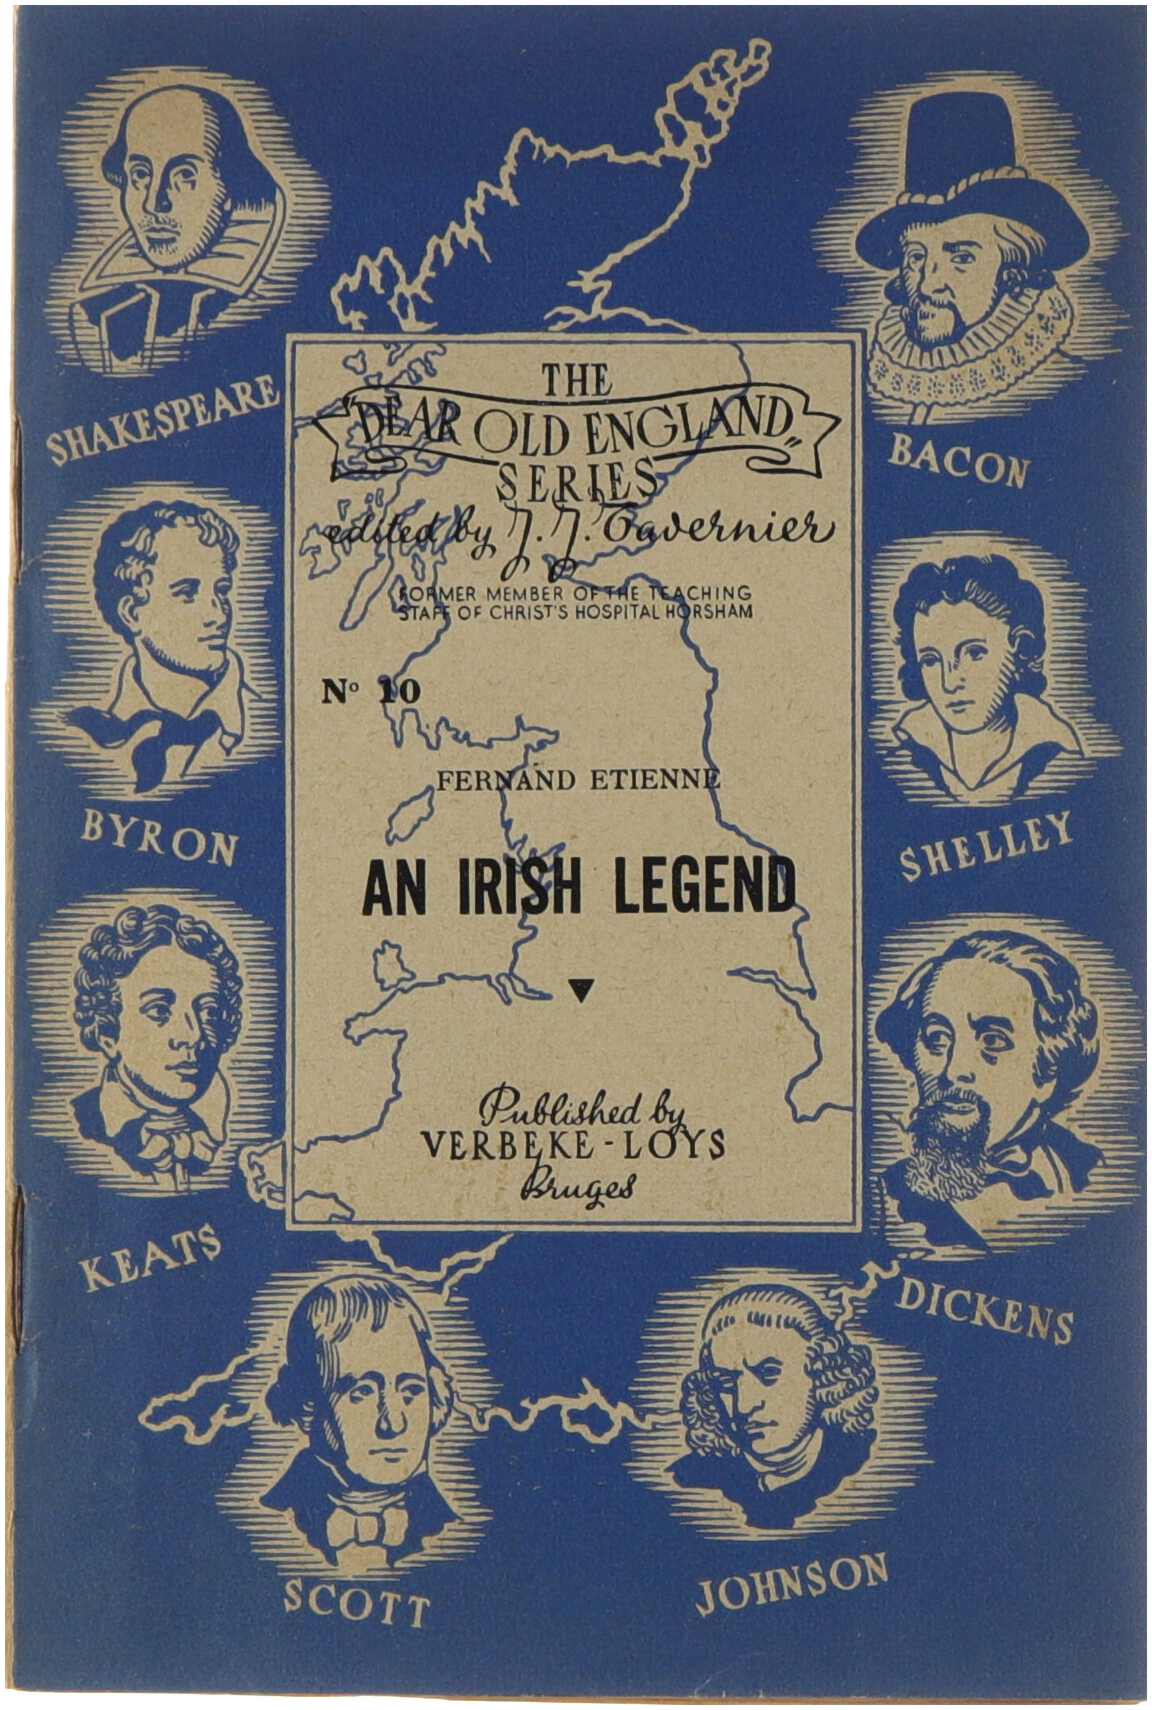 THE
"DEAR OLD ENGLAND"
SERIES
edited by J. J. Tavernier
FORMER MEMBER OF THE TEACHING
STAFF OF CHRIST'S HOSPITAL HORSHAM
Nº 10
FERNAND ETIENNE
AN IRISH LEGEND
Published by
VERBEKE-LOYS
Bruges
SHAKESPEARE
BACON
BYRON
SHELLEY
KEATS
DICKENS
SCOTT
JOHNSON